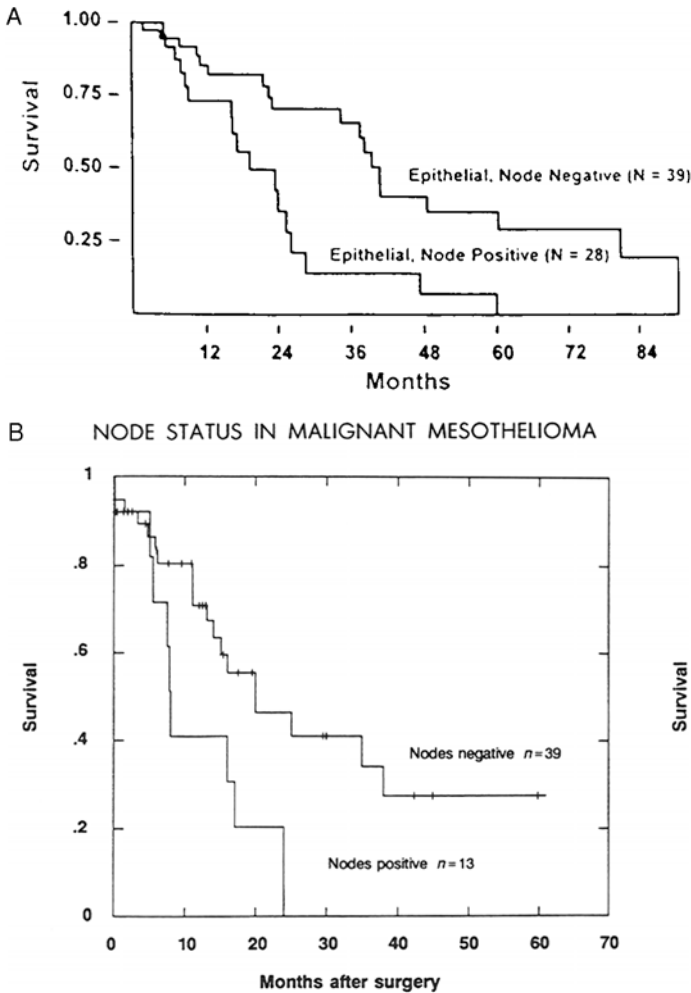 A
1.00
0.75
0.50
0.25
Survival
Epithelial, Node Negative (N = 39)
Epithelial, Node Positive (N = 28)
12 24 36 48 60 72 84
Months
B
NODE STATUS IN MALIGNANT MESOTHELIOMA
1
.8
.6
.4
.2
0
Survival
Survival
Nodes negative n=39
Nodes positive n=13
0 10 20 30 40 50 60 70
Months after surgery